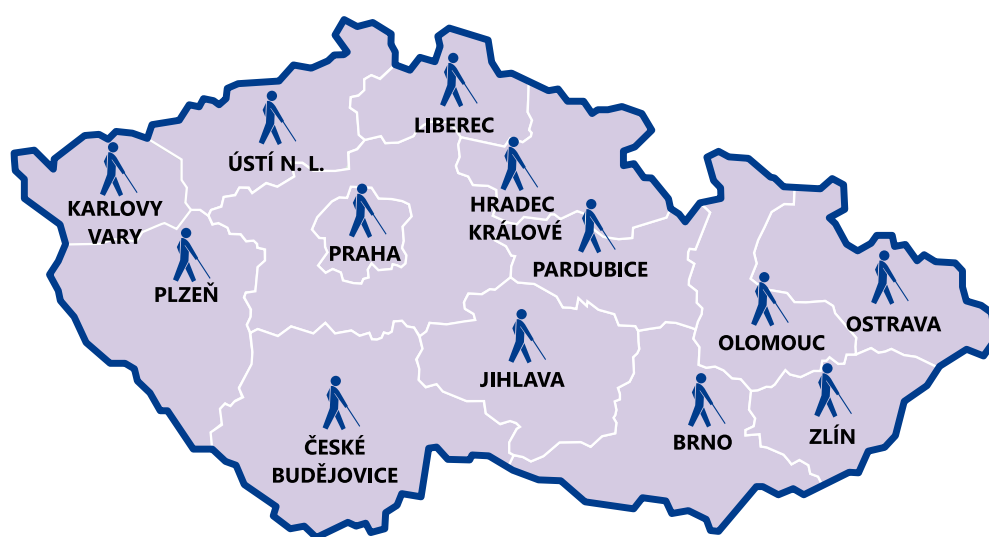 LIBEREC
ÚSTÍ N. L.
KARLOVY
VARY
HRADEC
KRÁLOVÉ
PRAHA
PARDUBICE
PLZEŇ
OSTRAVA
OLOMOUC
JIHLAVA
ČESKÉ
BUDĚJOVICE
BRNO
ZLÍN